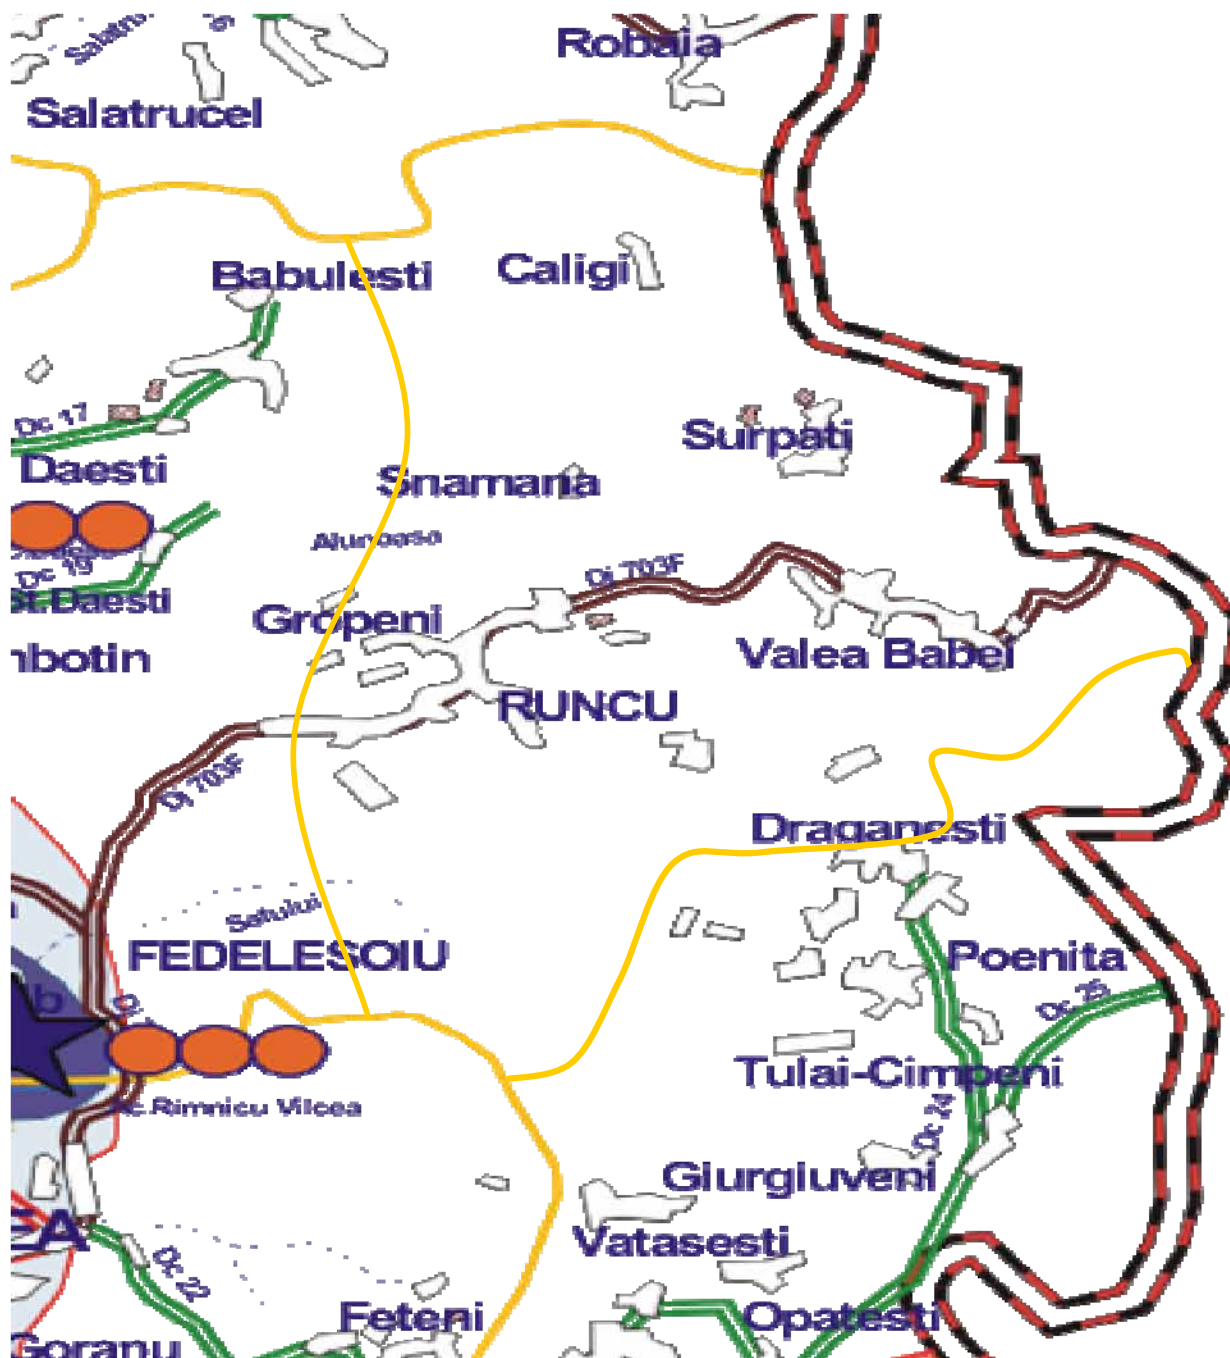 Robaia
Salatrucel
Babulesti
Caligi
Dc 17
Surpati
Daesti
Snamana
Dc 19
Dj 703F
St.Daesti
Gropeni
Valea Babei
RUNCU
Dj 703F
Draganesti
Satului
FEDELESOIU
Poenita
Dc 25
Tulai-Cimpeni
Ac.Rimnicu Vilcea
Dc 24
Giurgiuveni
Vatasesti
Dc 22
Feteni
Opatesti
Goranu